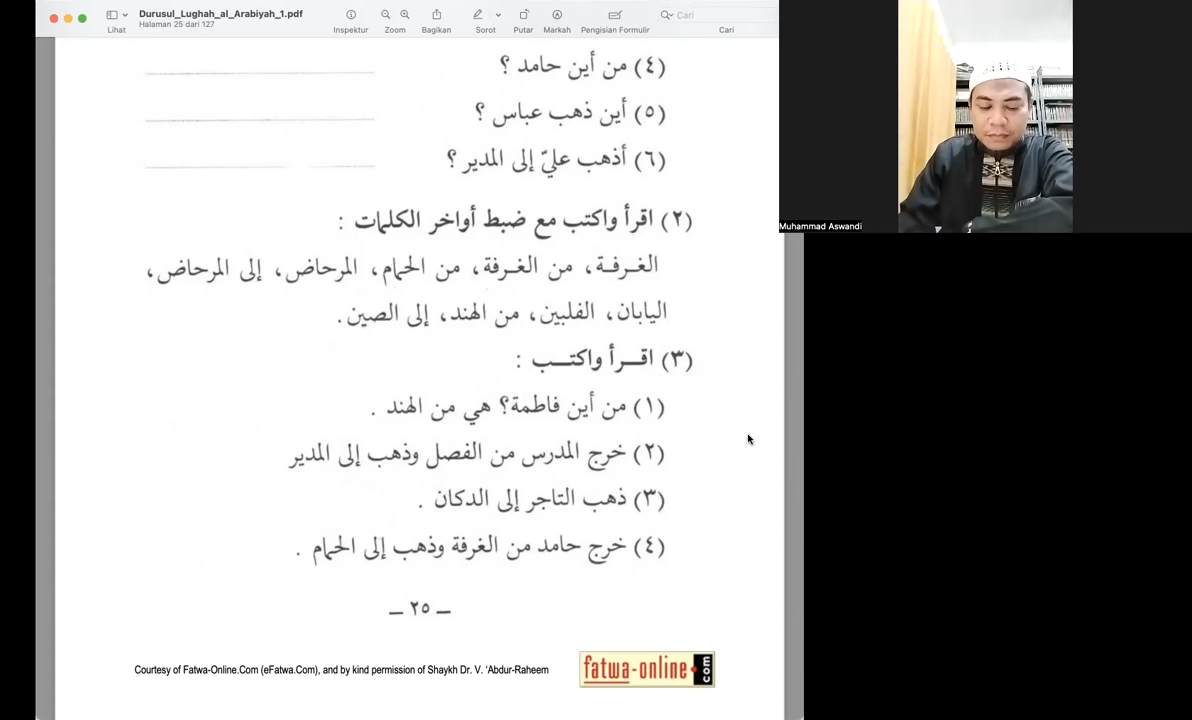 Durusul_Lughah_al_Arabiyah_1.pdf
Halaman 25 dari 127
Lihat
Inspektur
Zoom
Bagikan
Sorot
Putar
Markah
Pengisian Formulir
Cari
Cari
(٤) من أين حامد ؟
(٥) أين ذهب عباس ؟
(٦) أذهب عليّ إلى المدير ؟
(٢) اقرأ واكتب مع ضبط أواخر الكلمات :
الغـرفـة، من الغـرفة، من الحمام، المرحاض، إلى المرحاض،
اليابان، الفلبين، من الهند، إلى الصين.
(٣) اقـــرأ واكتـــب :
(١) من أين فاطمة؟ هي من الهند .
(٢) خرج المدرس من الفصل وذهب إلى المدير
(٣) ذهب التاجر إلى الدكان .
(٤) خرج حامد من الغرفة وذهب إلى الحمام .
– ٢٥ –
Courtesy of Fatwa-Online.Com (eFatwa.Com), and by kind permission of Shaykh Dr. V. ‘Abdur-Raheem
fatwa-online.com
Muhammad Aswandi